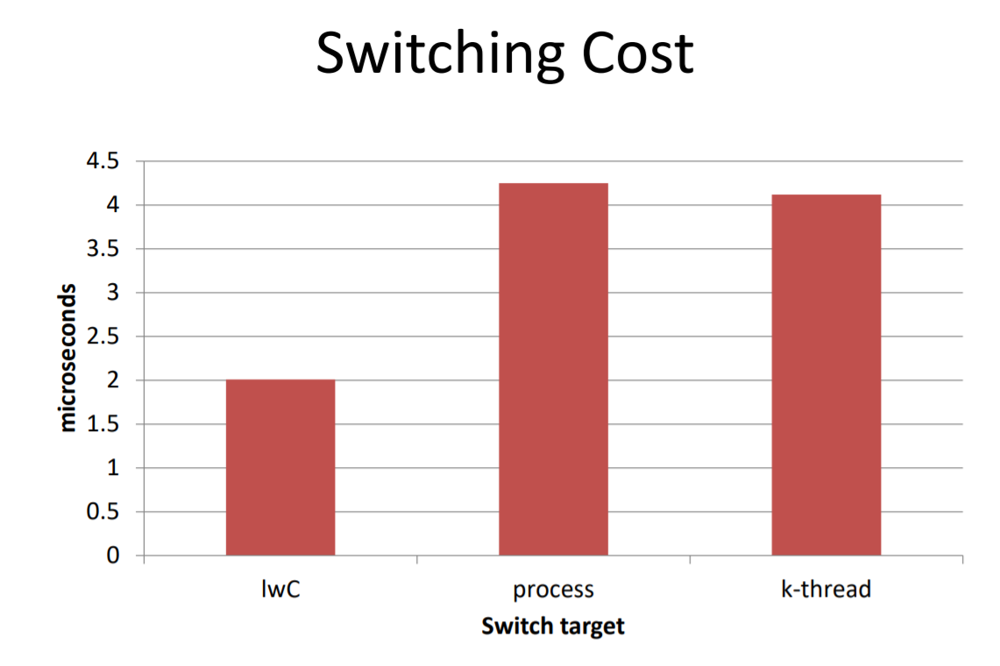 Switching Cost
4.5
4
3.5
3
2.5
2
1.5
1
0.5
0
microseconds
lwC process k-thread
Switch target